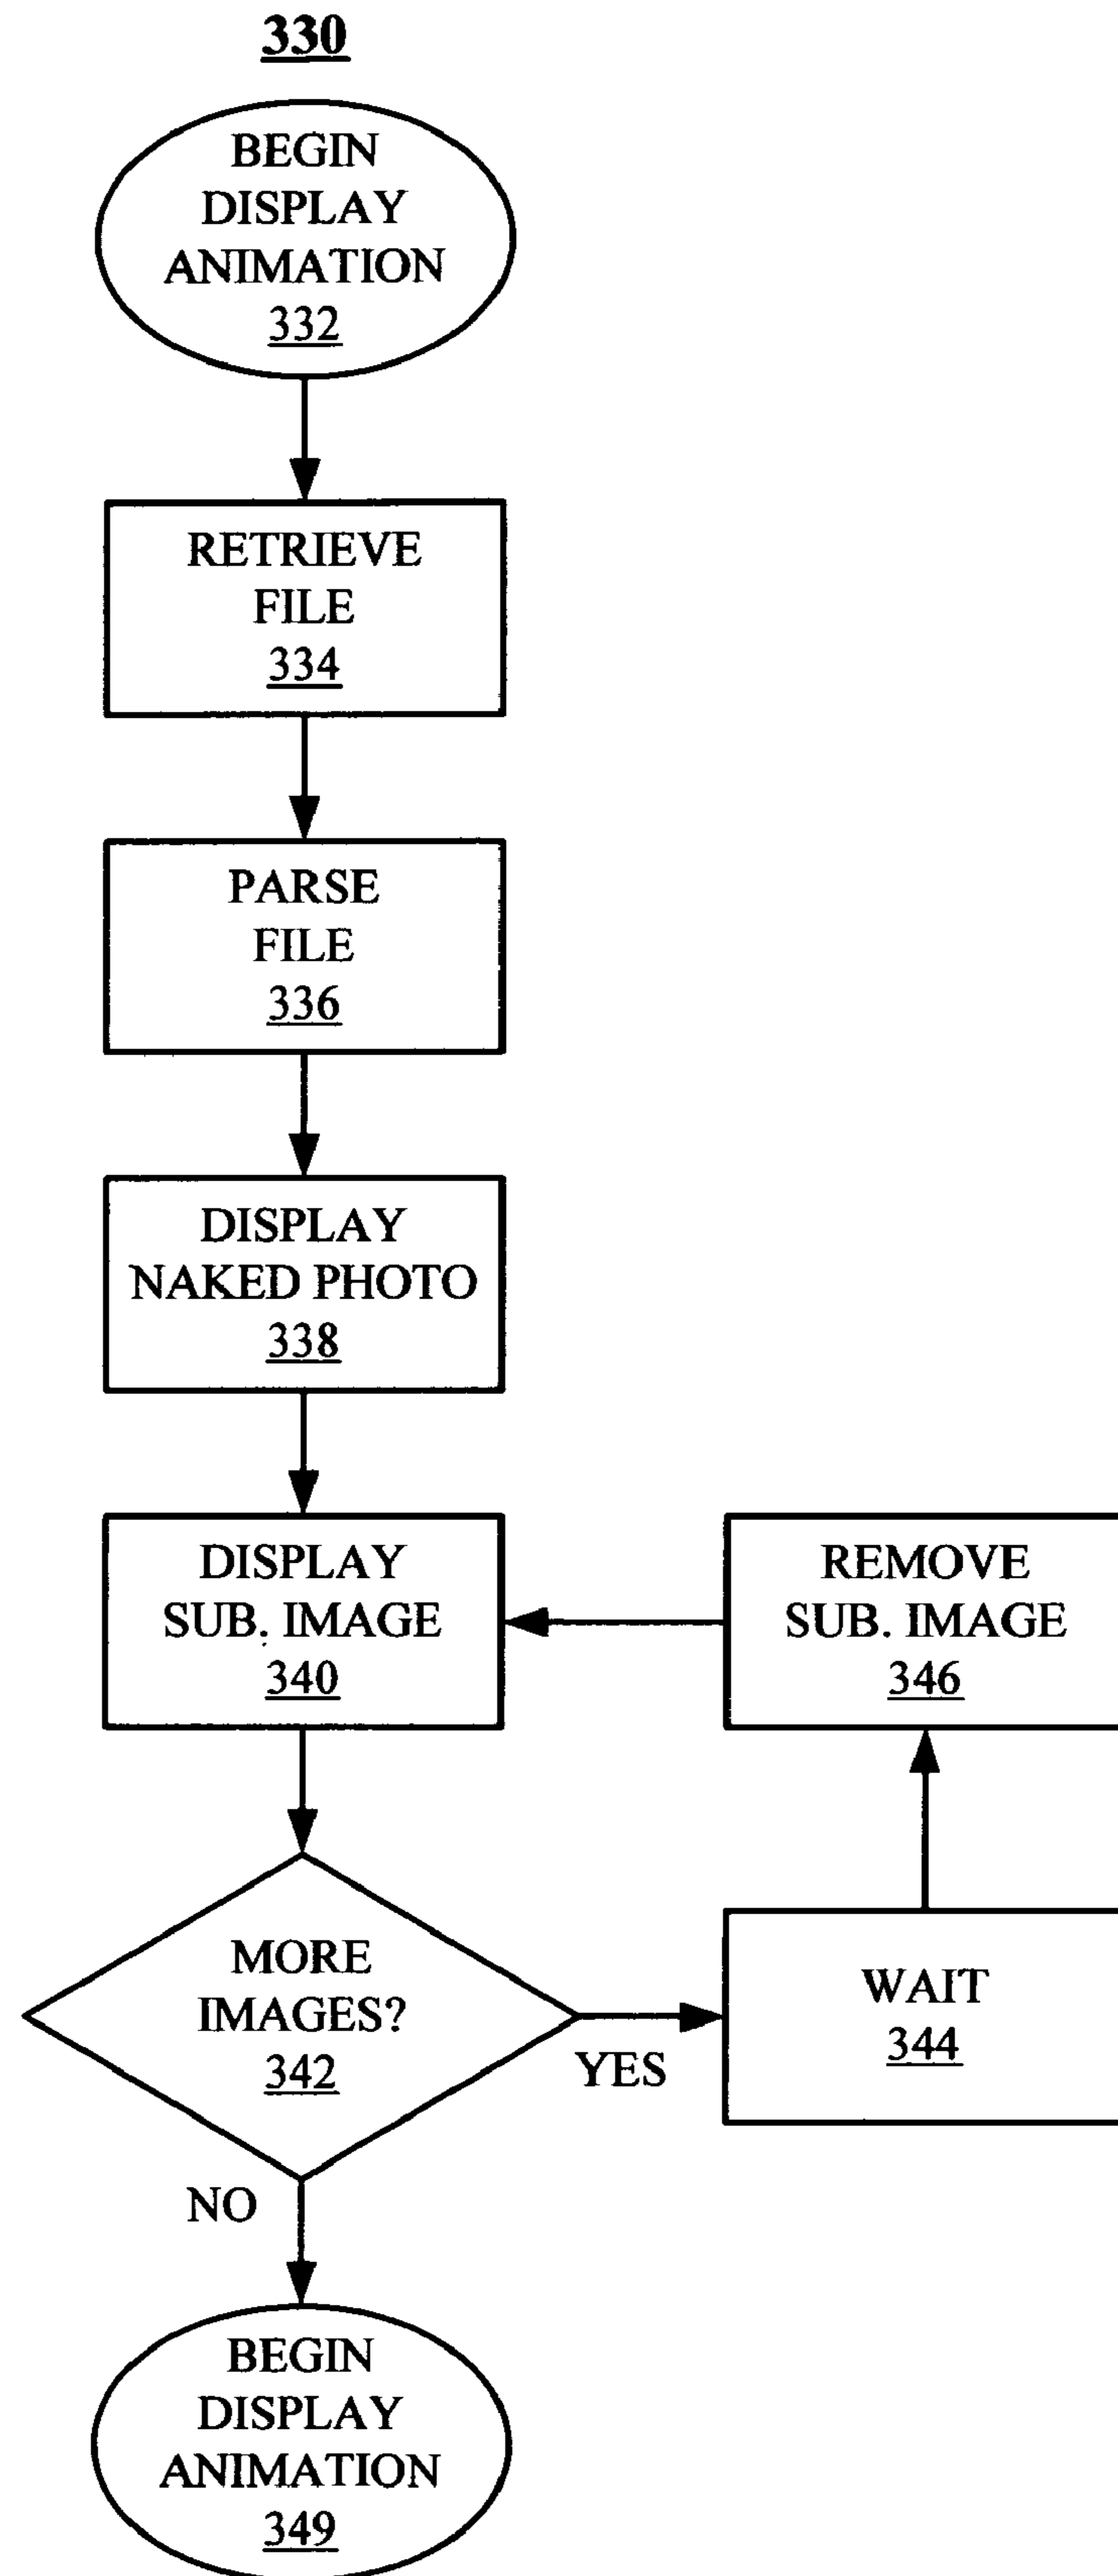 330
BEGIN
DISPLAY
ANIMATION
332
RETRIEVE
FILE
334
PARSE
FILE
336
DISPLAY
NAKED PHOTO
338
DISPLAY
SUB. IMAGE
340
REMOVE
SUB. IMAGE
346
MORE
IMAGES?
342
YES
WAIT
344
NO
BEGIN
DISPLAY
ANIMATION
349